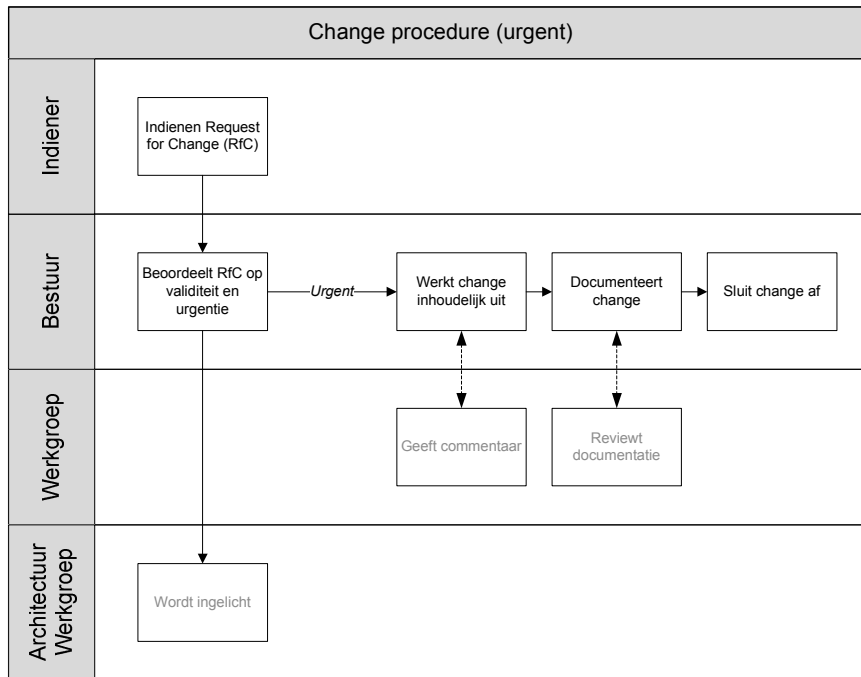 Change procedure (urgent)
Indiener
Indienen Request
for Change (RfC)
Bestuur
Beoordeelt RfC op
validiteit en
urgentie
Urgent
Werkt change
inhoudelijk uit
Documenteert
change
Sluit change af
Werkgroep
Geeft commentaar
Reviewt
documentatie
Architectuur
Werkgroep
Wordt ingelicht